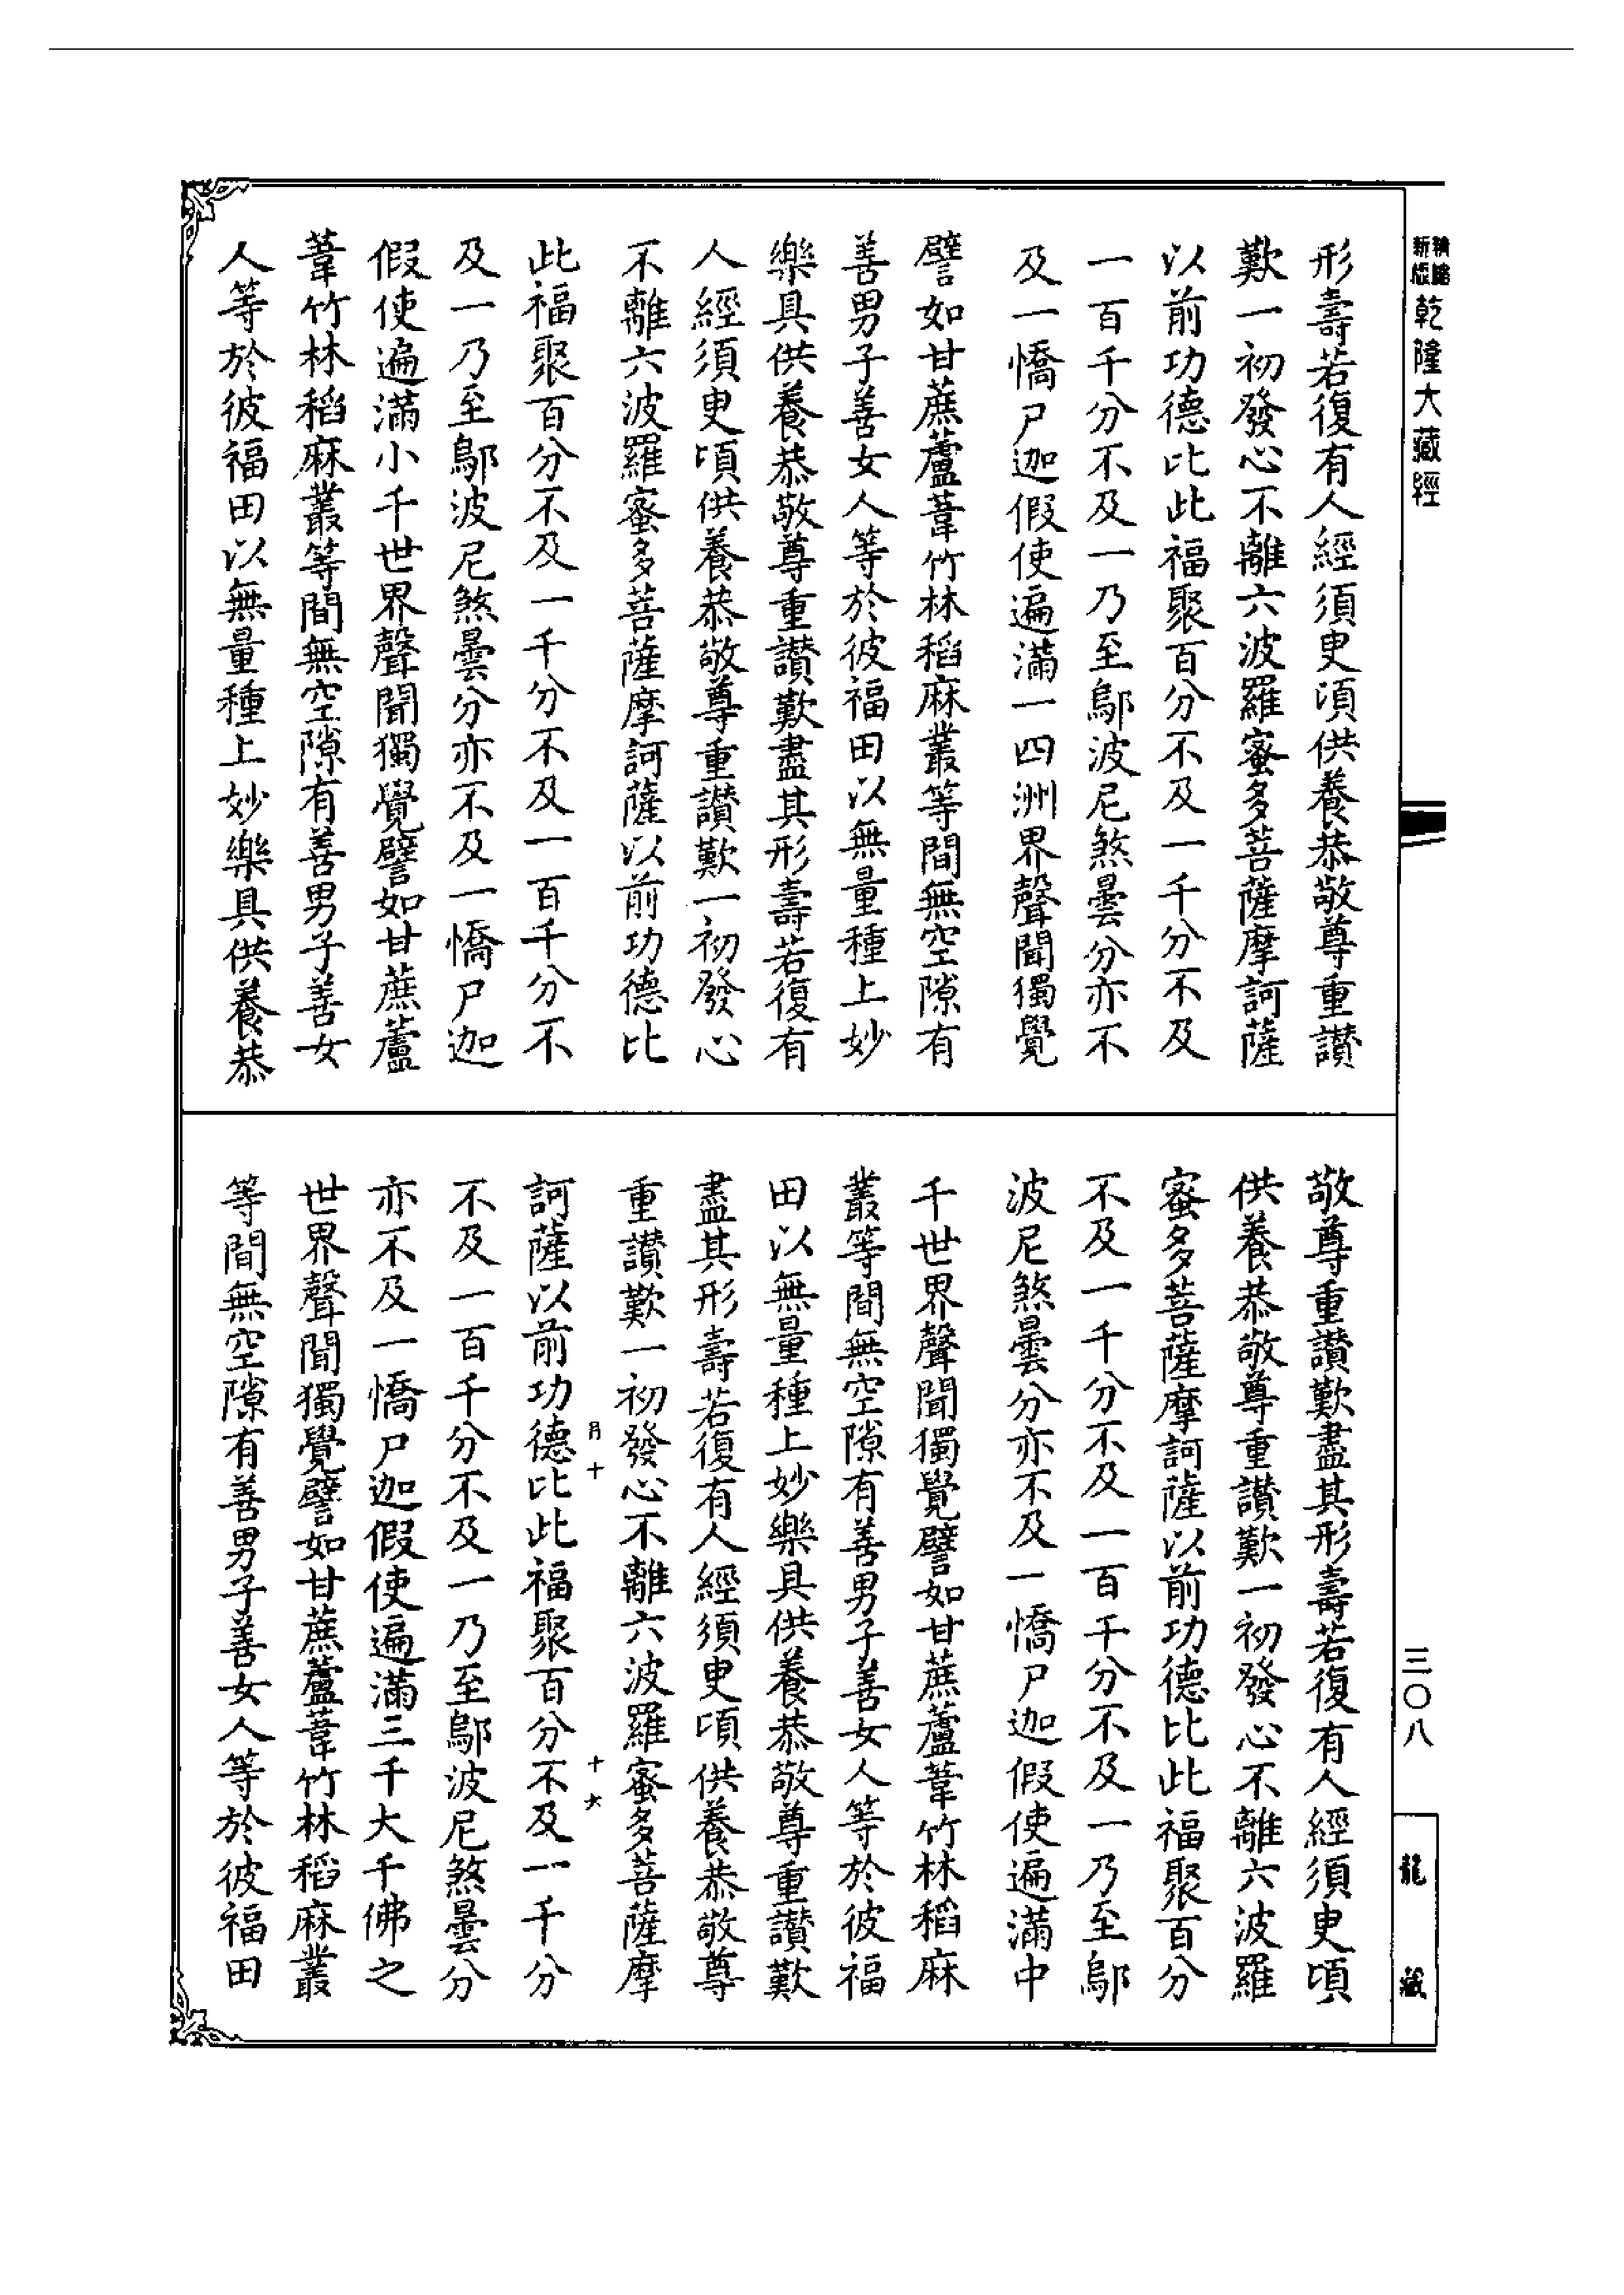 新版
精縮
乾隆大藏經
形壽若復有人經須臾頃供養恭敬尊重讚
歎一初發心不離六波羅蜜多菩薩摩訶薩
以前功德比此福聚百分不及一千分不及
一百千分不及一乃至鄔波尼煞曇分亦不
及一憍尸迦假使遍滿一四洲界聲聞獨覺
譬如甘蔗蘆葦竹林稻麻叢等間無空隙有
善男子善女人等於彼福田以無量種上妙
樂具供養恭敬尊重讚歎盡其形壽若復有
人經須臾頃供養恭敬尊重讚歎一初發心
不離六波羅蜜多菩薩摩訶薩以前功德比
此福聚百分不及一千分不及一百千分不
及一乃至鄔波尼煞曇分亦不及一憍尸迦
假使遍滿小千世界聲聞獨覺譬如甘蔗蘆
葦竹林稻麻叢等間無空隙有善男子善女
人等於彼福田以無量種上妙樂具供養恭
敬尊重讚歎盡其形壽若復有人經須臾頃
供養恭敬尊重讚歎一初發心不離六波羅
蜜多菩薩摩訶薩以前功德比此福聚百分
不及一千分不及一百千分不及一乃至鄔
波尼煞曇分亦不及一憍尸迦假使遍滿中
千世界聲聞獨覺譬如甘蔗蘆葦竹林稻麻
叢等間無空隙有善男子善女人等於彼福
田以無量種上妙樂具供養恭敬尊重讚歎
盡其形壽若復有人經須臾頃供養恭敬尊
重讚歎一初發心不離六波羅蜜多菩薩摩
月十 十六
訶薩以前功德比此福聚百分不及一千分
不及一百千分不及一乃至鄔波尼煞曇分
亦不及一憍尸迦假使遍滿三千大千佛之
世界聲聞獨覺譬如甘蔗蘆葦竹林稻麻叢
等間無空隙有善男子善女人等於彼福田
三〇八
龍藏